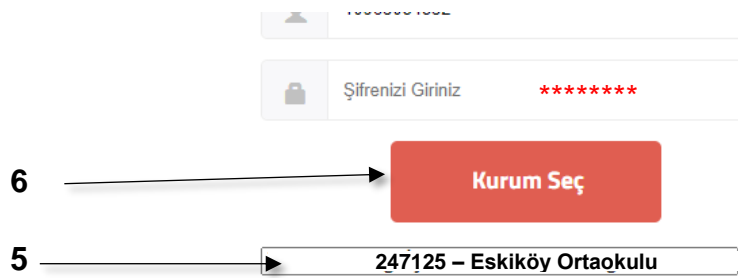 Şifrenizi Giriniz ********
6 Kurum Seç
5 247125 – Eskiköy Ortaokulu